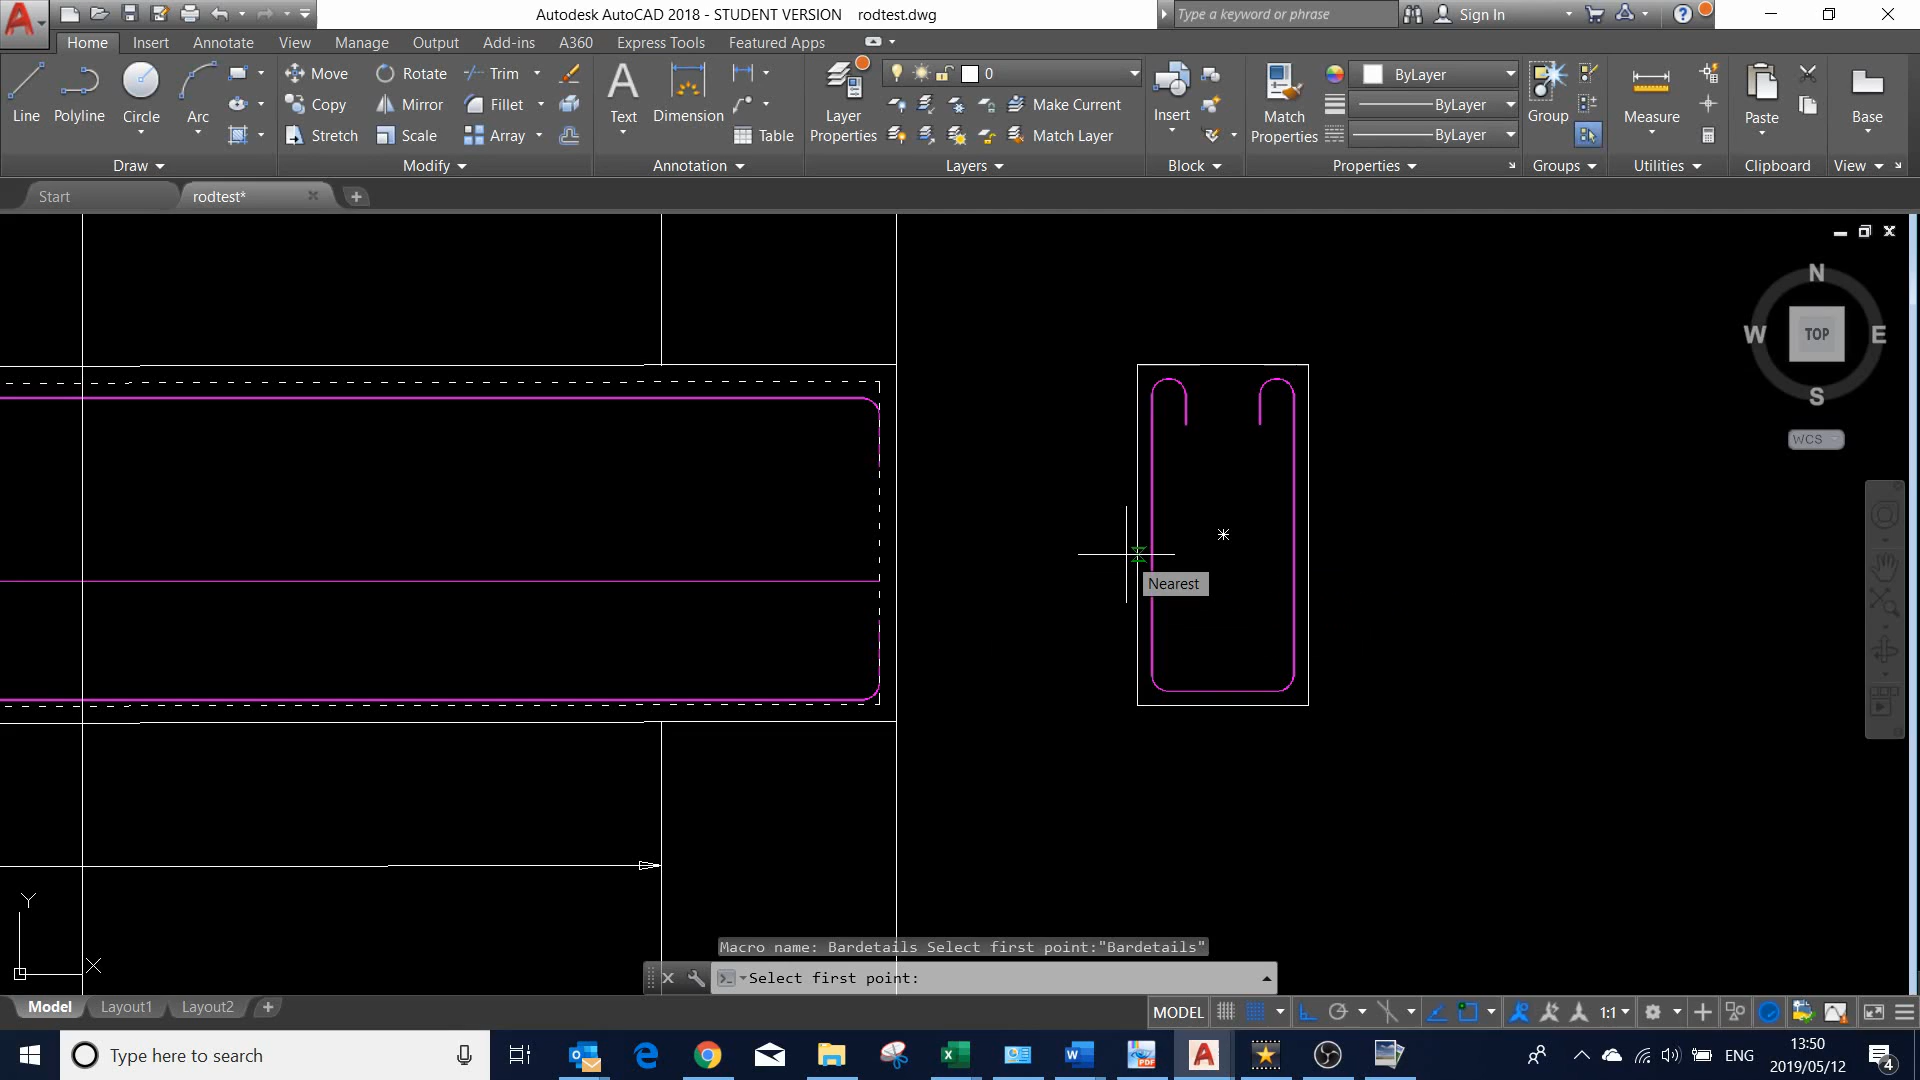 Autodesk AutoCAD 2018 - STUDENT VERSION rodtest.dwg
Type a keyword or phrase
Sign In
Home Insert Annotate View Manage Output Add-ins A360 Express Tools Featured Apps
Line Polyline Circle Arc
Move Rotate Trim
Copy Mirror Fillet
Stretch Scale Array
Text Dimension Table
Layer Properties
0
Make Current
Match Layer
Insert
Match Properties
ByLayer
ByLayer
ByLayer
Group Measure Paste Base
Draw Modify Annotation Layers Block Properties Groups Utilities Clipboard View
Start rodtest*
N
W TOP E
S
WCS
Nearest
Y
X
Macro name: Bardetails Select first point:"Bardetails"
Select first point:
Model Layout1 Layout2
MODEL 1:1
Type here to search
ENG
13:50
2019/05/12
4